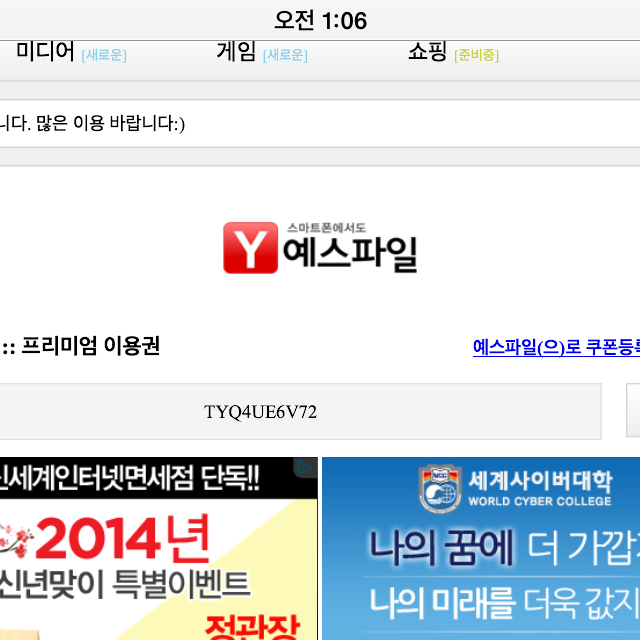 오전 1:06
미디어 [새로운] 게임 [새로운] 쇼핑 [준비중]
니다. 많은 이용 바랍니다:)
스마트폰에서도
Y 예스파일
:: 프리미엄 이용권 예스파일(으)로 쿠폰등록
TYQ4UE6V72
신세계인터넷면세점 단독!!
2014년
신년맞이 특별이벤트
정관장
UCC 세계사이버대학
WORLD CYBER COLLEGE
나의 꿈에 더 가깝
나의 미래를 더욱 값지